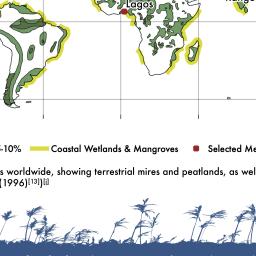 Lagos
-10% Coastal Wetlands & Mangroves Selected Me
s worldwide, showing terrestrial mires and peatlands, as wel
(1996)[13])[i]